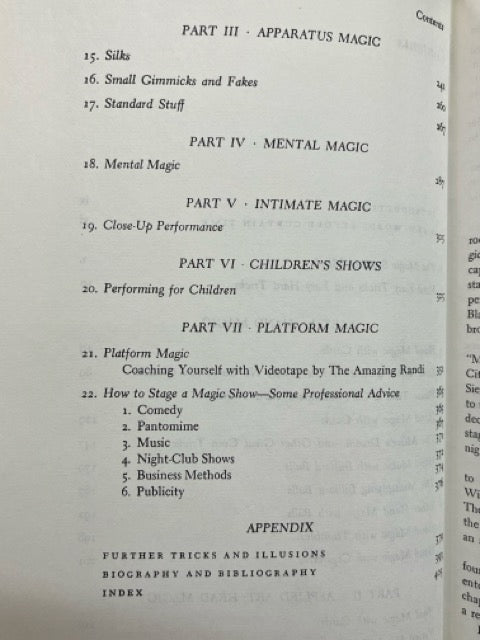 Contents
PART III · APPARATUS MAGIC
15. Silks
16. Small Gimmicks and Fakes
17. Standard Stuff
PART IV · MENTAL MAGIC
18. Mental Magic
PART V · INTIMATE MAGIC
19. Close-Up Performance
PART VI · CHILDREN'S SHOWS
20. Performing for Children
PART VII · PLATFORM MAGIC
21. Platform Magic
Coaching Yourself with Videotape by The Amazing Randi
22. How to Stage a Magic Show—Some Professional Advice
1. Comedy
2. Pantomime
3. Music
4. Night-Club Shows
5. Business Methods
6. Publicity
APPENDIX
FURTHER TRICKS AND ILLUSIONS
BIOGRAPHY AND BIBLIOGRAPHY
INDEX